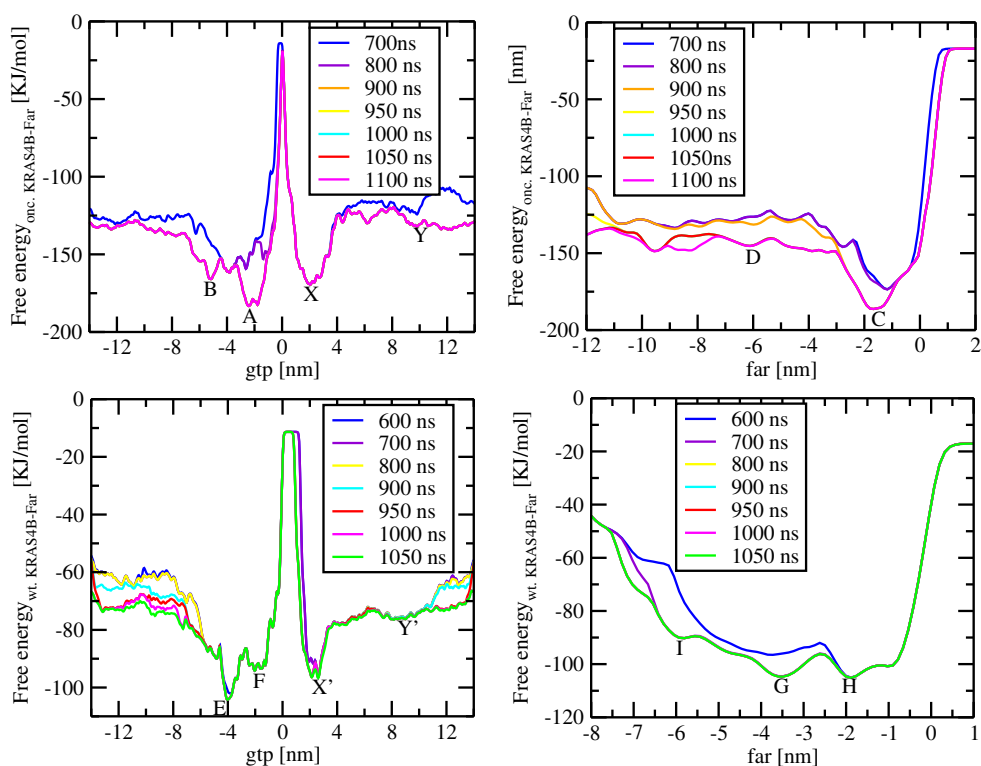 Free energy onc. KRAS4B-Far [KJ/mol]
0
-50
-100
-150
-200
-12
-8
-4
0
4
8
12
gtp [nm]
700ns
800 ns
900 ns
950 ns
1000 ns
1050 ns
1100 ns
B
A
X
Y
Free energy onc. KRAS4B-Far [nm]
0
-50
-100
-150
-200
-12
-11
-10
-9
-8
-7
-6
-5
-4
-3
-2
-1
0
1
2
far [nm]
700 ns
800 ns
900 ns
950 ns
1000 ns
1050ns
1100 ns
D
C
Free energy wt. KRAS4B-Far [KJ/mol]
0
-20
-40
-60
-80
-100
-12
-8
-4
0
4
8
12
gtp [nm]
600 ns
700 ns
800 ns
900 ns
950 ns
1000 ns
1050 ns
E
F
X'
Y'
Free energy wt. KRAS4B-Far [KJ/mol]
0
-20
-40
-60
-80
-100
-120
-8
-7
-6
-5
-4
-3
-2
-1
0
1
far [nm]
600 ns
700 ns
800 ns
900 ns
950 ns
1000 ns
1050 ns
I
G
H